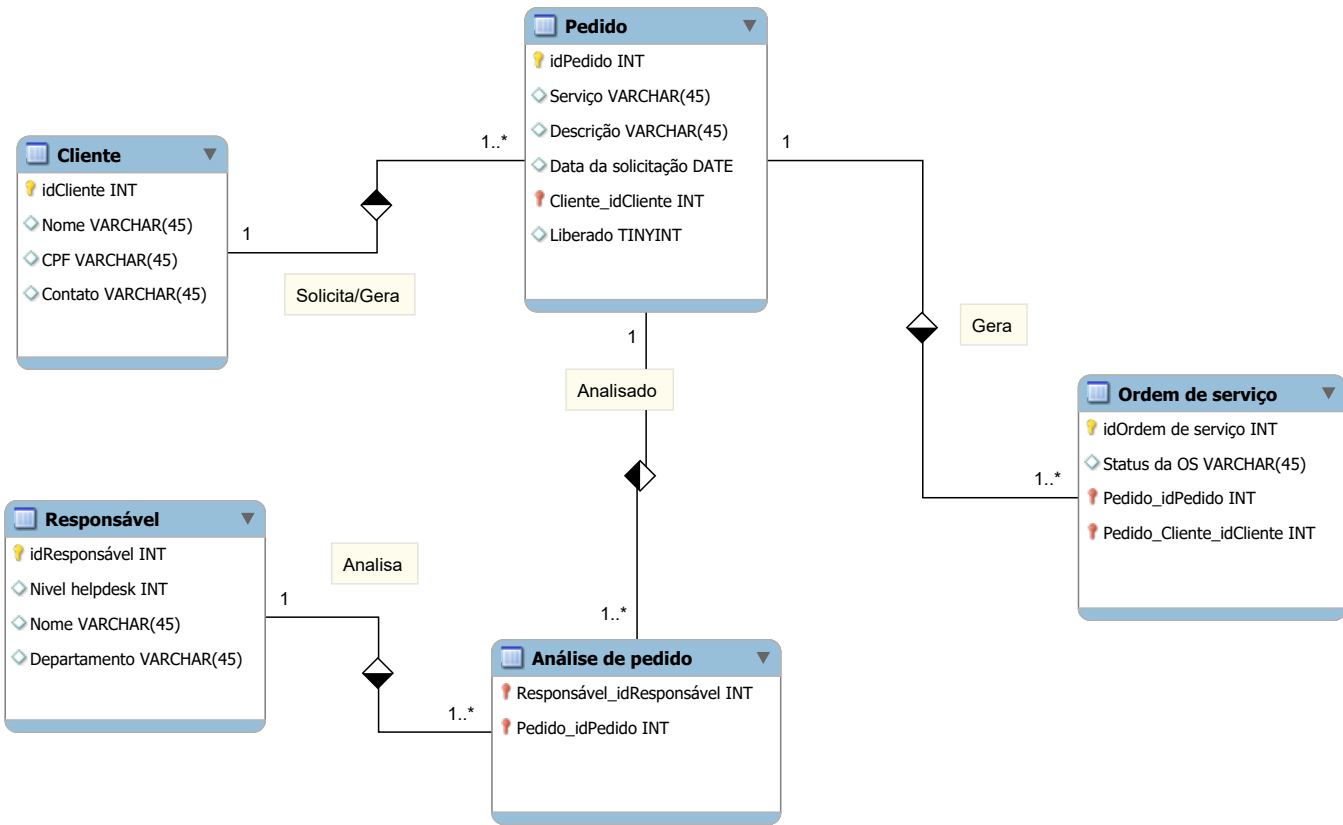 Pedido
idPedido INT
Serviço VARCHAR(45)
Descrição VARCHAR(45)
Data da solicitação DATE
Cliente_idCliente INT
Liberado TINYINT
Cliente
idCliente INT
Nome VARCHAR(45)
CPF VARCHAR(45)
Contato VARCHAR(45)
1
1..*
Solicita/Gera
1
Gera
1..*
1
Analisado
1..*
Ordem de serviço
idOrdem de serviço INT
Status da OS VARCHAR(45)
Pedido_idPedido INT
Pedido_Cliente_idCliente INT
Responsável
idResponsável INT
Nivel helpdesk INT
Nome VARCHAR(45)
Departamento VARCHAR(45)
Analisa
1
1..*
Análise de pedido
Responsável_idResponsável INT
Pedido_idPedido INT